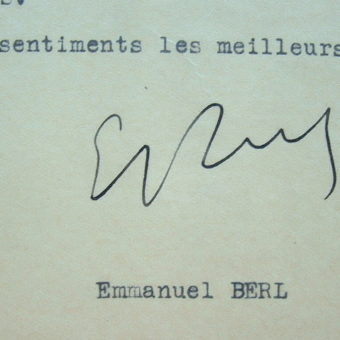 s.
sentiments les meilleurs
Emmanuel BERL